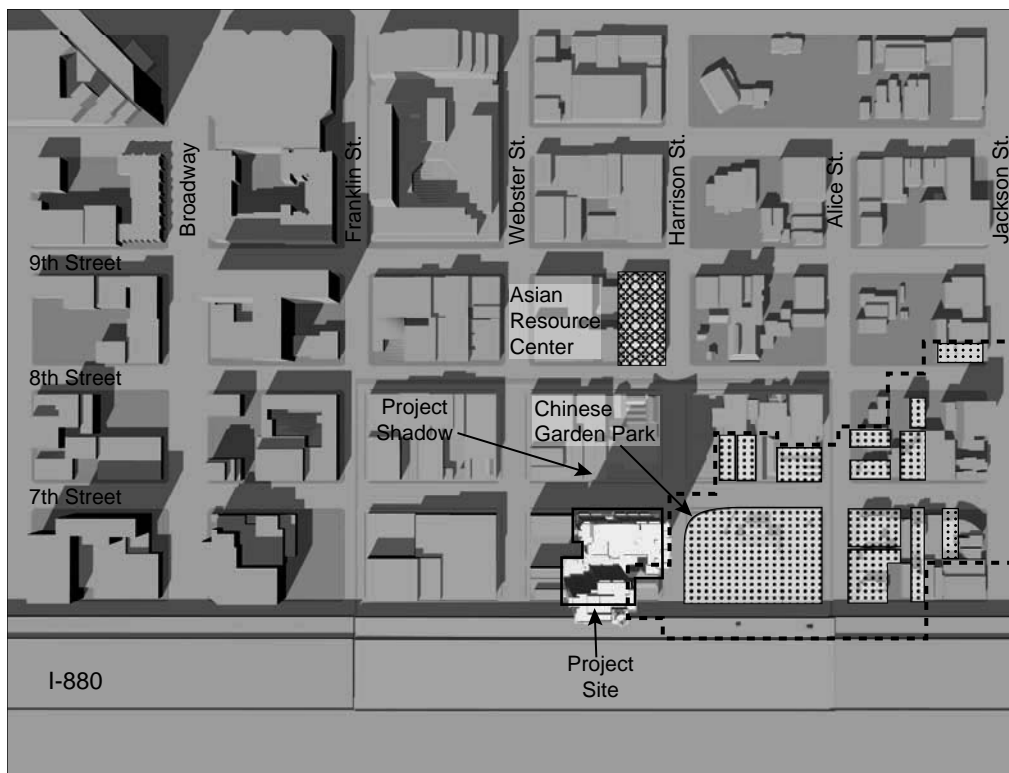 Broadway
Franklin St.
Webster St.
Harrison St.
Alice St.
Jackson St.
9th Street
Asian
Resource
Center
8th Street
Project
Shadow
Chinese
Garden Park
7th Street
Project
Site
I-880